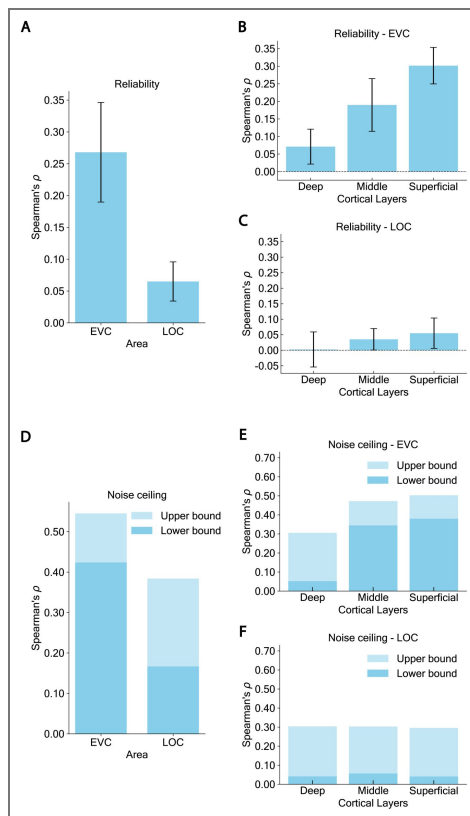 A
Reliability
0.35
0.30
0.25
0.20
0.15
0.10
0.05
0.00
Spearman's ρ
EVC
LOC
Area
B
Reliability - EVC
0.35
0.30
0.25
0.20
0.15
0.10
0.05
0.00
Spearman's ρ
Deep
Middle
Superficial
Cortical Layers
C
Reliability - LOC
0.35
0.30
0.25
0.20
0.15
0.10
0.05
0.00
-0.05
Spearman's ρ
Deep
Middle
Superficial
Cortical Layers
D
Noise ceiling
Upper bound
Lower bound
0.50
0.40
0.30
0.20
0.10
0.00
Spearman's ρ
EVC
LOC
Area
E
Noise ceiling - EVC
Upper bound
Lower bound
0.70
0.60
0.50
0.40
0.30
0.20
0.10
0.00
Spearman's ρ
Deep
Middle
Superficial
Cortical Layers
F
Noise ceiling - LOC
Upper bound
Lower bound
0.70
0.60
0.50
0.40
0.30
0.20
0.10
0.00
Spearman's ρ
Deep
Middle
Superficial
Cortical Layers